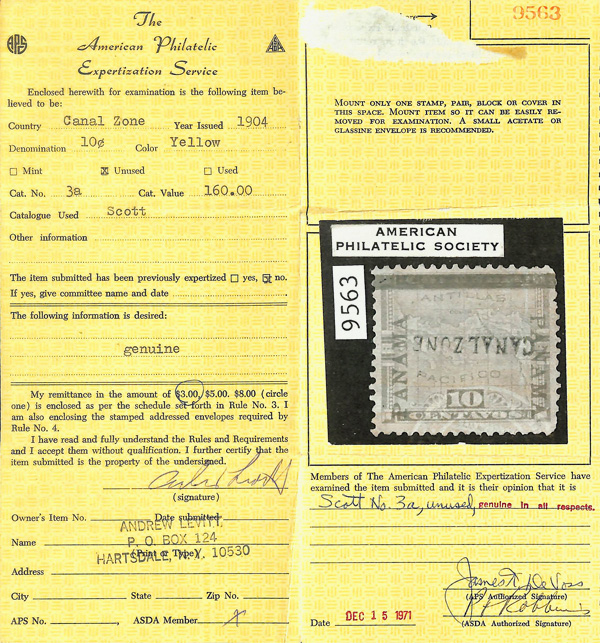 The
American Philatelic
Expertization Service
APS
Enclosed herewith for examination is the following item be-
lieved to be:
Country Canal Zone Year Issued 1904
Denomination 10¢ Color Yellow
Mint Unused Used
Cat. No. 3a Cat. Value 160.00
Catalogue Used Scott
Other information
The item submitted has been previously expertized yes, no.
If yes, give committee name and date
The following information is desired:
genuine
My remittance in the amount of $3.00, $5.00. $8.00 (circle
one) is enclosed as per the schedule set forth in Rule No. 3. I
am also enclosing the stamped addressed envelopes required by
Rule No. 4.
I have read and fully understand the Rules and Requirements
and I accept them without qualification. I further certify that the
item submitted is the property of the undersigned.
(signature)
Owner's Item No. Date submitted
ANDREW LEVITT,
Name P. O. BOX 124
(Print or Type)
HARTSDALE, N.Y. 10530
Address
City State Zip No.
APS No. ASDA Member x
9563
MOUNT ONLY ONE STAMP, PAIR, BLOCK OR COVER IN
THIS SPACE. MOUNT ITEM SO IT CAN BE EASILY RE-
MOVED FOR EXAMINATION. A SMALL ACETATE OR
GLASSINE ENVELOPE IS RECOMMENDED.
AMERICAN
PHILATELIC SOCIETY
9563
PANAMA
CANAL ZONE
PANAMA
10
CENTAVOS
Members of The American Philatelic Expertization Service have
examined the item submitted and it is their opinion that it is
Scott No. 3a, unused, genuine in all respects.
James T. DeVoss
(APS Authorized Signature)
Date DEC 15 1971 (ASDA Authorized Signature)